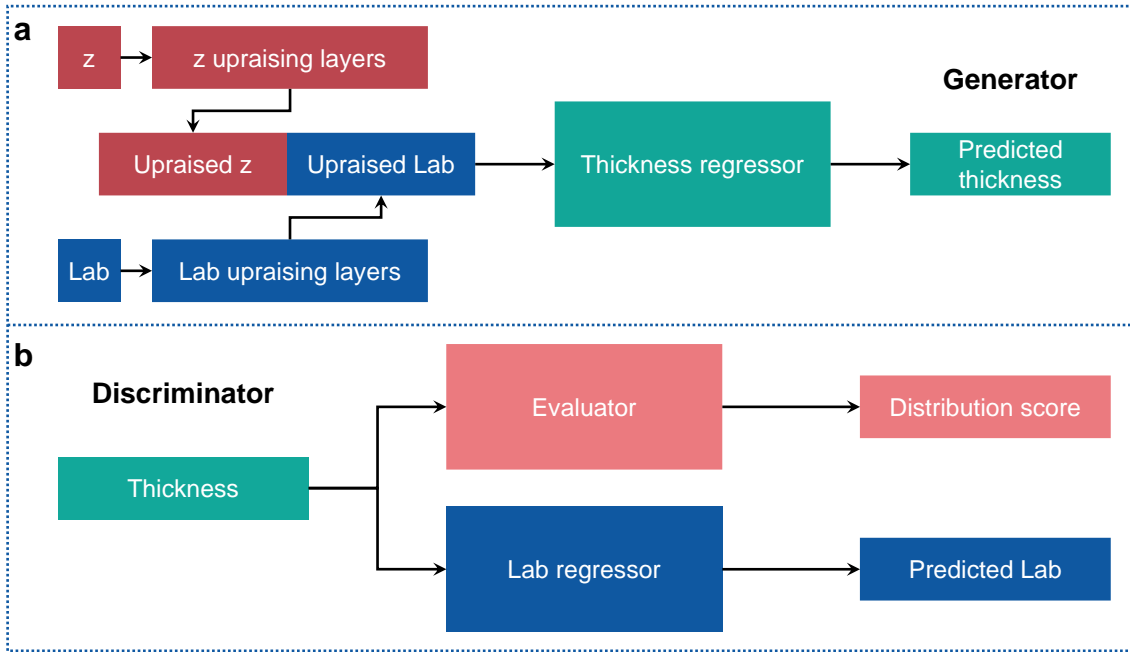 a
z
z upraising layers
Generator
Upraised z
Upraised Lab
Thickness regressor
Predicted
thickness
Lab
Lab upraising layers
b
Discriminator
Evaluator
Distribution score
Thickness
Lab regressor
Predicted Lab